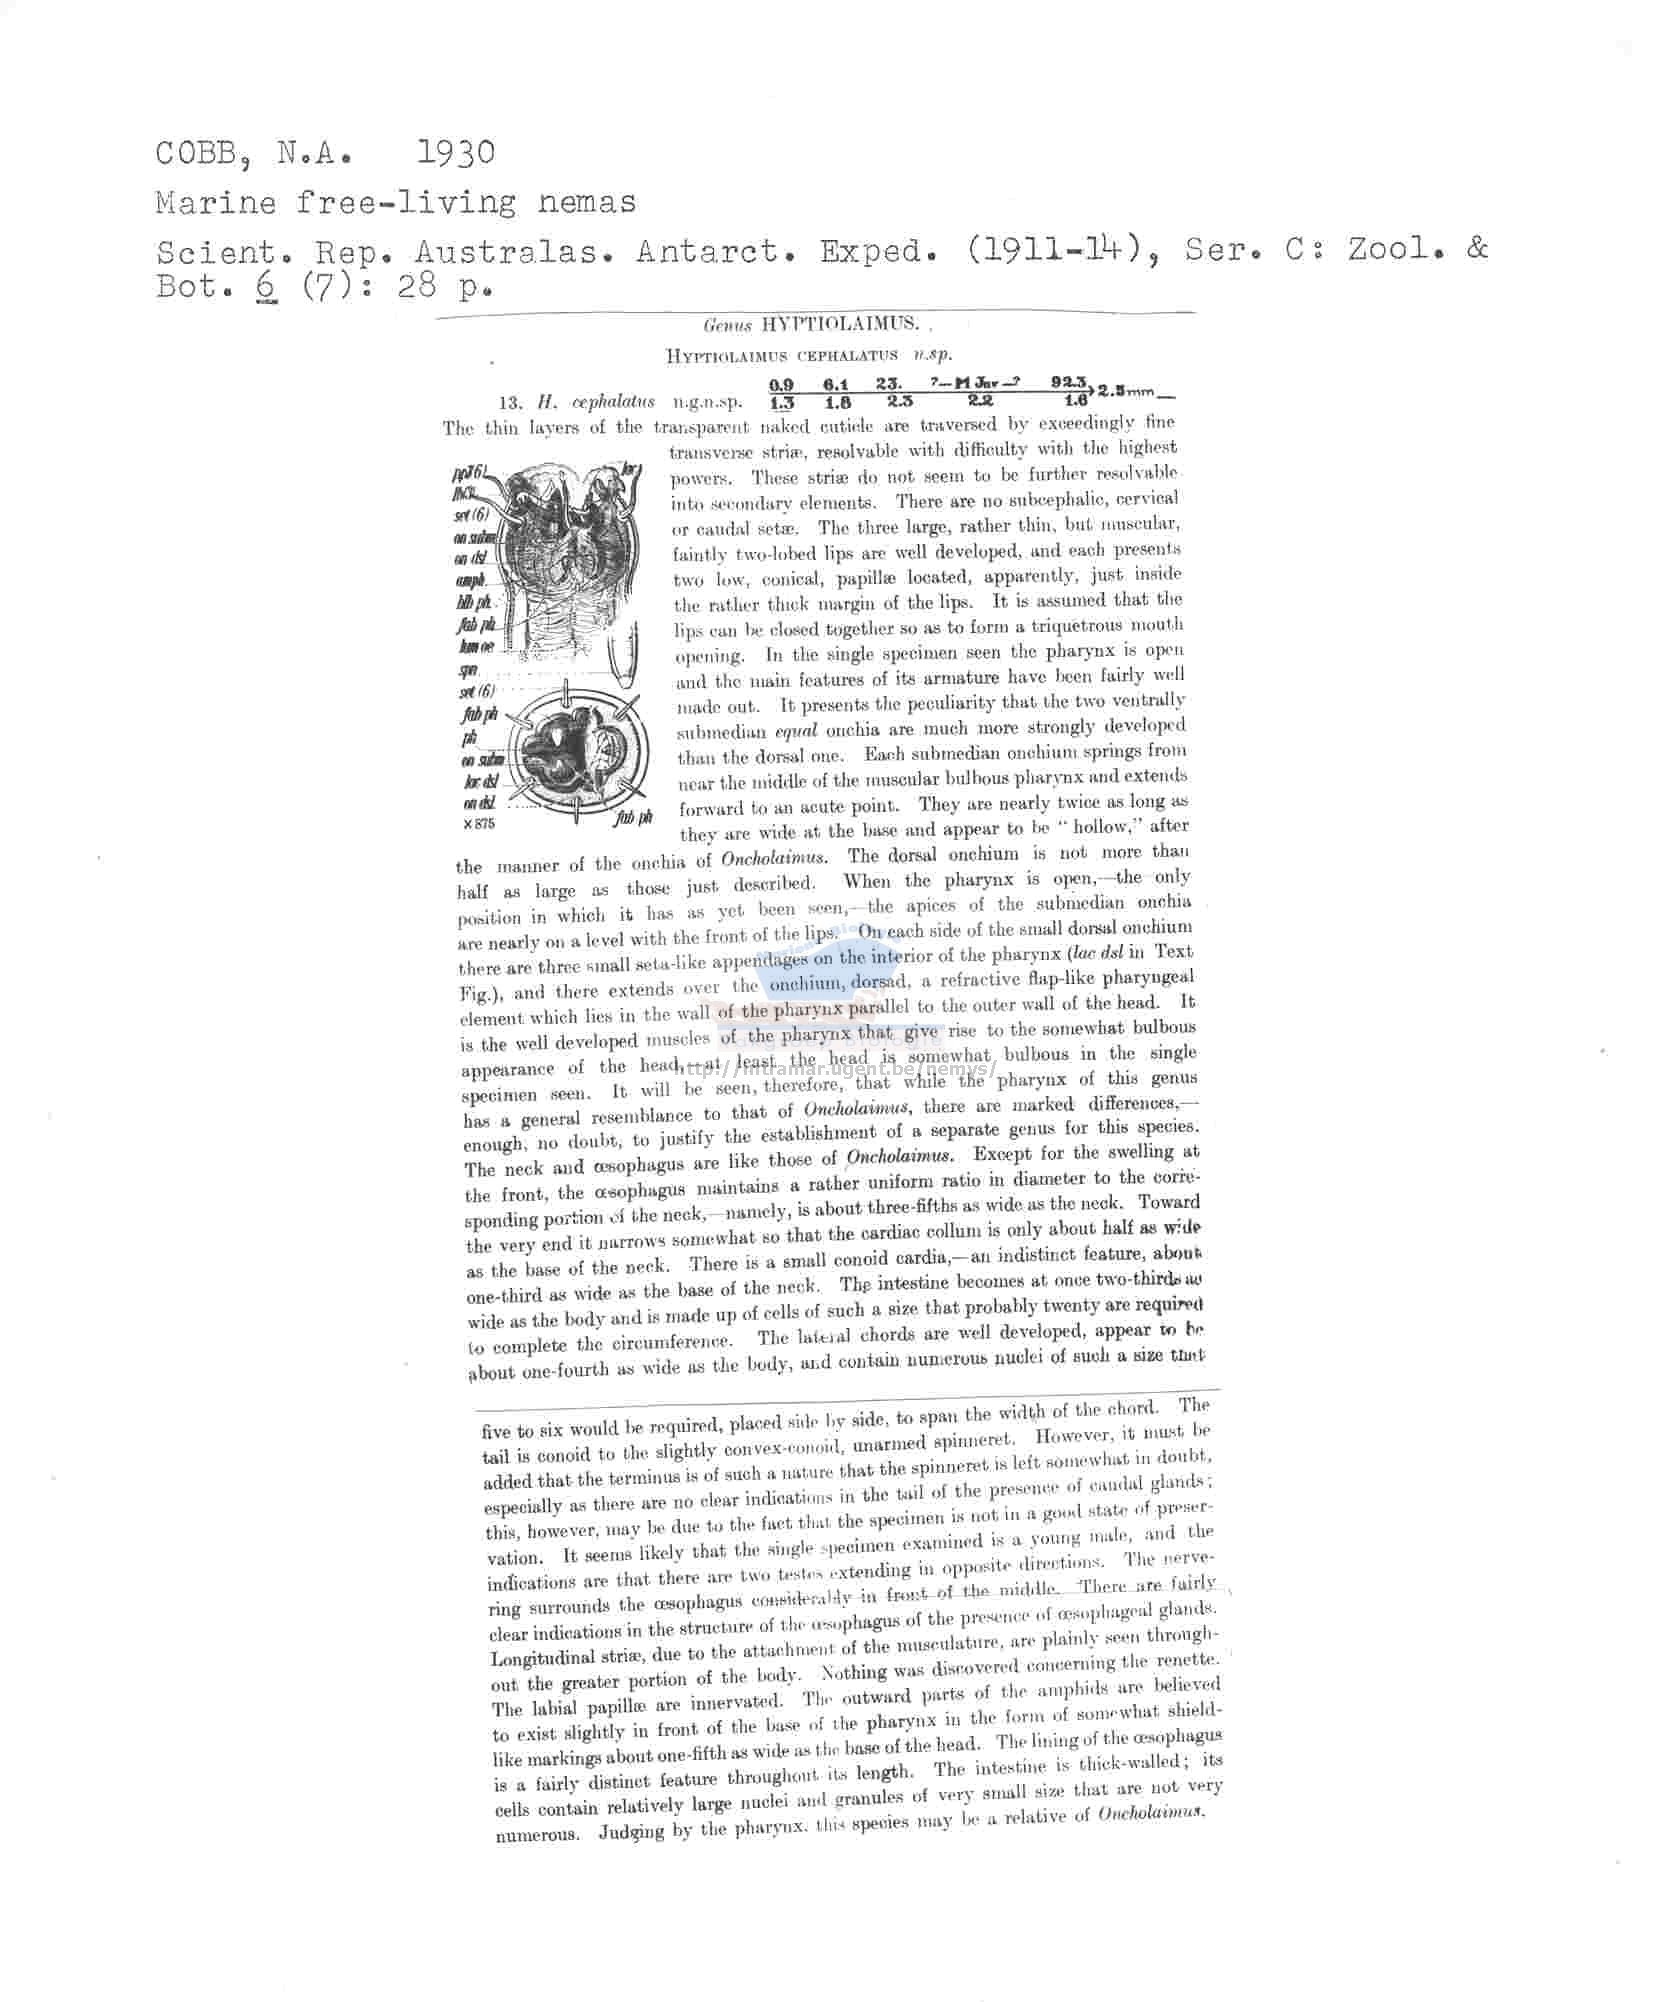 COBB, N.A. 1930
Marine free-living nemas
Scient. Rep. Australas. Antarct. Exped. (1911-14), Ser. C: Zool. &
Bot. 6 (7): 28 p.
Genus HYPTIOLAIMUS.
HYPTIOLAIMUS CEPHALATUS n.sp.
0.9 6.1 23. ?—M 92.3
13. H. cephalatus n.g.n.sp. 1.3 1.8 2.3 2.2 1.6 2.5mm
The thin layers of the transparent naked cuticle are traversed by exceedingly fine
transverse striæ, resolvable with difficulty with the highest
powers. These striæ do not seem to be further resolvable
into secondary elements. There are no subcephalic, cervical
or caudal setæ. The three large, rather thin, but muscular,
faintly two-lobed lips are well developed, and each presents
two low, conical, papillæ located, apparently, just inside
the rather thick margin of the lips. It is assumed that the
lips can be closed together so as to form a triquetrous mouth
opening. In the single specimen seen the pharynx is open
and the main features of its armature have been fairly well
made out. It presents the peculiarity that the two ventrally
submedian equal onchia are much more strongly developed
than the dorsal one. Each submedian onchium springs from
near the middle of the muscular bulbous pharynx and extends
forward to an acute point. They are nearly twice as long as
they are wide at the base and appear to be " hollow," after
set (6)
on subm
on dsl
amph
blb ph
fab ph
lum oe
spn
set (6)
fab ph
ph
on subm
lac dsl
on dsl
× 875
fab ph
the manner of the onchia of Oncholaimus. The dorsal onchium is not more than
half as large as those just described. When the pharynx is open,—the only
position in which it has as yet been seen,—the apices of the submedian onchia
are nearly on a level with the front of the lips. On each side of the small dorsal onchium
there are three small seta-like appendages on the interior of the pharynx (lac dsl in Text
Fig.), and there extends over the onchium, dorsad, a refractive flap-like pharyngeal
element which lies in the wall of the pharynx parallel to the outer wall of the head. It
is the well developed muscles of the pharynx that give rise to the somewhat bulbous
appearance of the head,—at least the head is somewhat bulbous in the single
http://intramar.ugent.be/nemys/
specimen seen. It will be seen, therefore, that while the pharynx of this genus
has a general resemblance to that of Oncholaimus, there are marked differences,—
enough, no doubt, to justify the establishment of a separate genus for this species.
The neck and œsophagus are like those of Oncholaimus. Except for the swelling at
the front, the œsophagus maintains a rather uniform ratio in diameter to the corre-
sponding portion of the neck,—namely, is about three-fifths as wide as the neck. Toward
the very end it narrows somewhat so that the cardiac collum is only about half as wide
as the base of the neck. There is a small conoid cardia,—an indistinct feature, about
one-third as wide as the base of the neck. The intestine becomes at once two-thirds as
wide as the body and is made up of cells of such a size that probably twenty are required
to complete the circumference. The lateral chords are well developed, appear to be
about one-fourth as wide as the body, and contain numerous nuclei of such a size that
five to six would be required, placed side by side, to span the width of the chord. The
tail is conoid to the slightly convex-conoid, unarmed spinneret. However, it must be
added that the terminus is of such a nature that the spinneret is left somewhat in doubt,
especially as there are no clear indications in the tail of the presence of caudal glands;
this, however, may be due to the fact that the specimen is not in a good state of preser-
vation. It seems likely that the single specimen examined is a young male, and the
indications are that there are two testes extending in opposite directions. The nerve-
ring surrounds the œsophagus considerably in front of the middle. There are fairly
clear indications in the structure of the œsophagus of the presence of œsophageal glands.
Longitudinal striæ, due to the attachment of the musculature, are plainly seen through-
out the greater portion of the body. Nothing was discovered concerning the renette.
The labial papillæ are innervated. The outward parts of the amphids are believed
to exist slightly in front of the base of the pharynx in the form of somewhat shield-
like markings about one-fifth as wide as the base of the head. The lining of the œsophagus
is a fairly distinct feature throughout its length. The intestine is thick-walled; its
cells contain relatively large nuclei and granules of very small size that are not very
numerous. Judging by the pharynx, this species may be a relative of Oncholaimus.